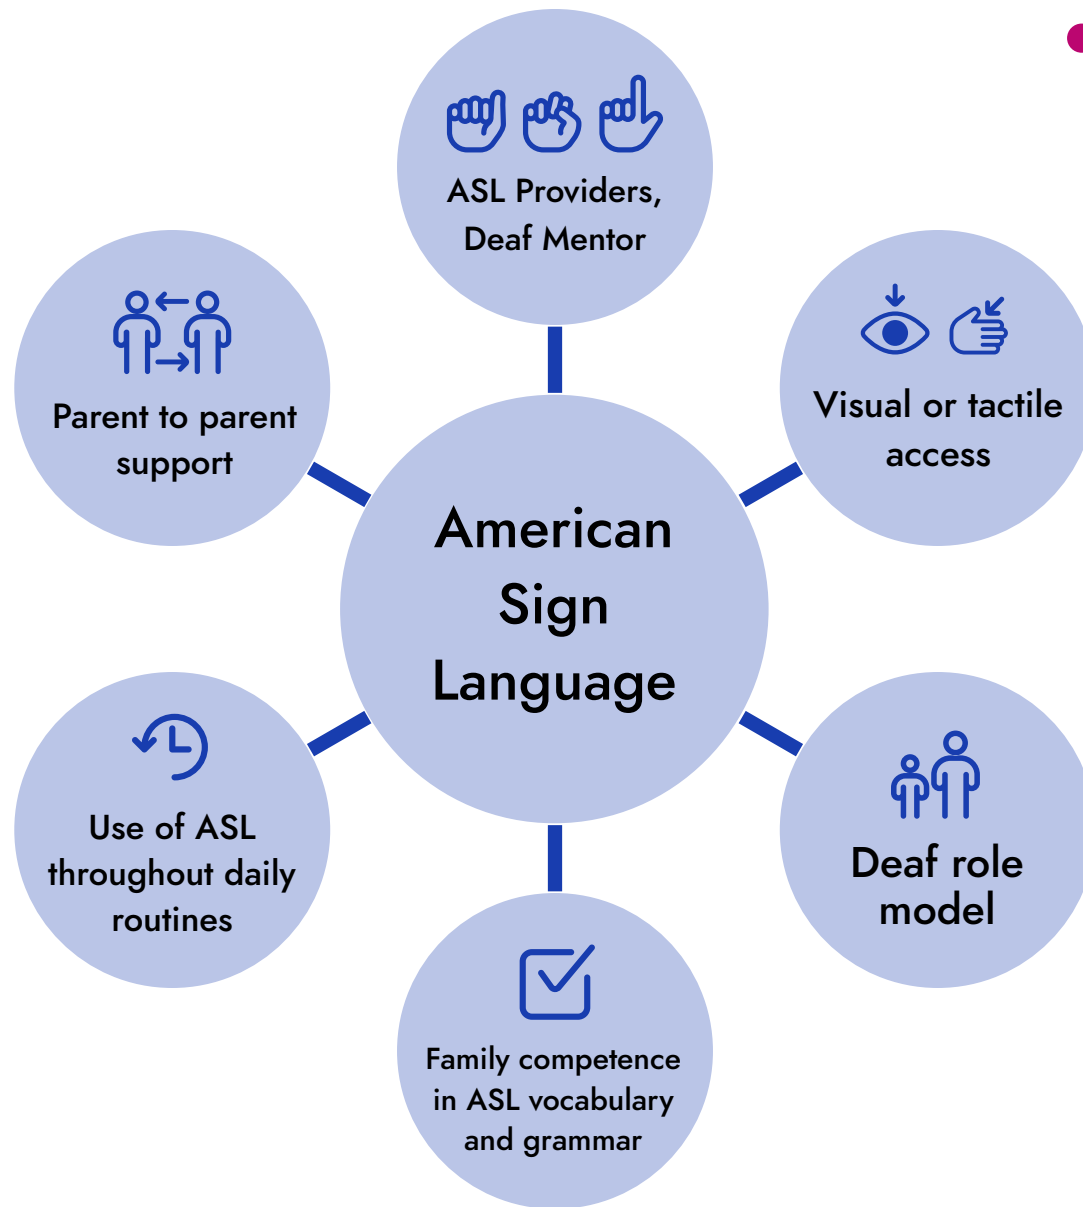 ASL Providers,
Deaf Mentor
Visual or tactile
access
Parent to parent
support
American
Sign
Language
Use of ASL
throughout daily
routines
Deaf role
model
Family competence
in ASL vocabulary
and grammar